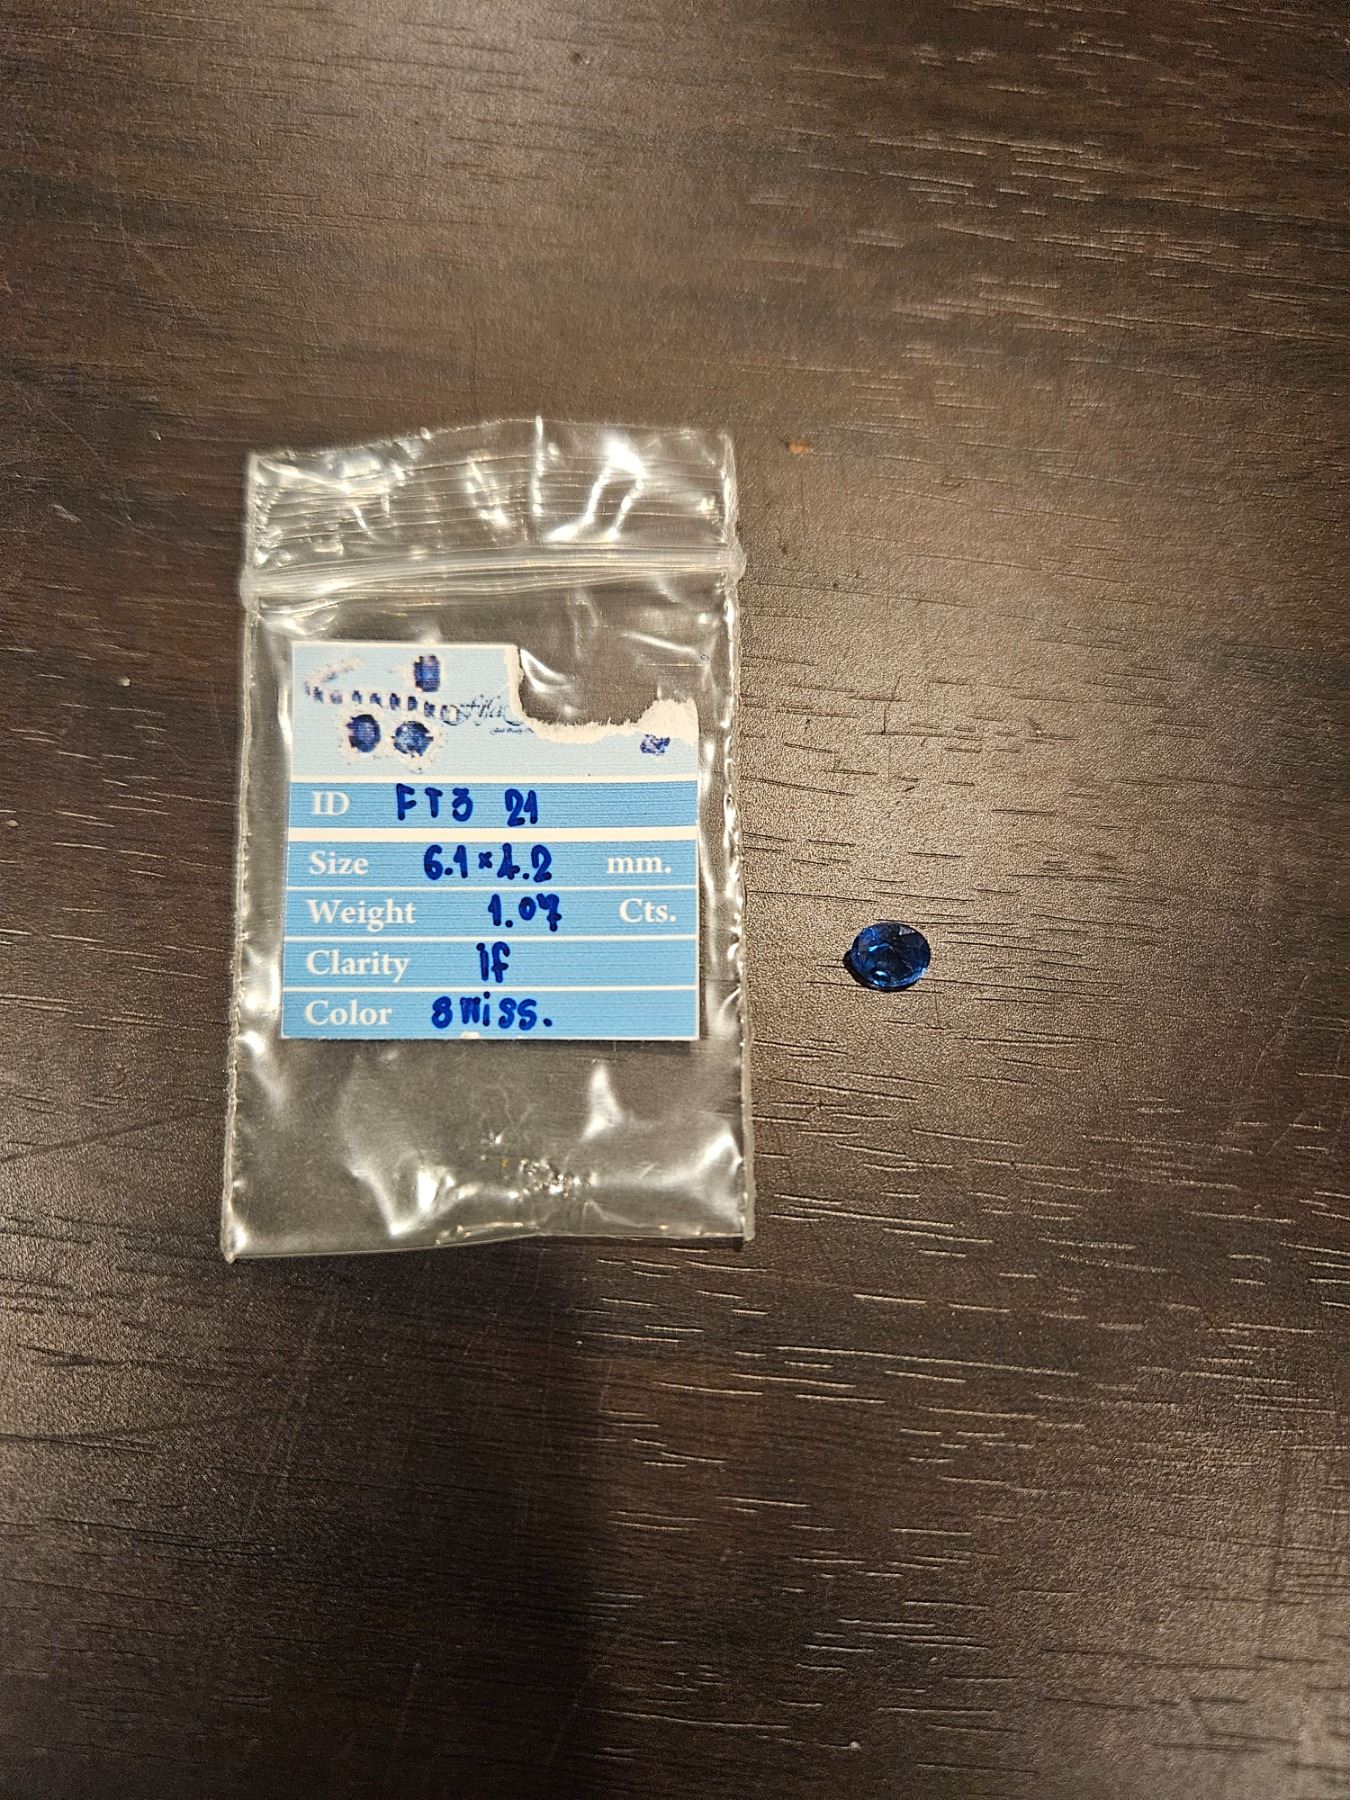 ID FT3 21
Size 6.1×4.2 mm.
Weight 1.07 Cts.
Clarity if
Color swiss.